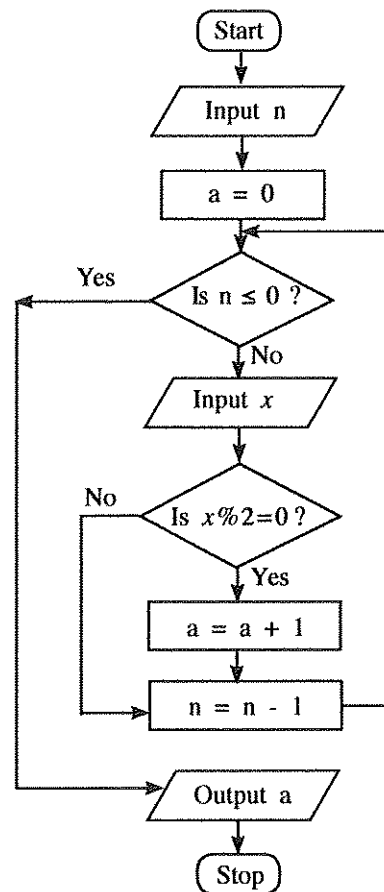 Start
Input n
a = 0
Yes
Is n ≤ 0 ?
No
Input x
No
Is x%2=0?
Yes
a = a + 1
n = n - 1
Output a
Stop